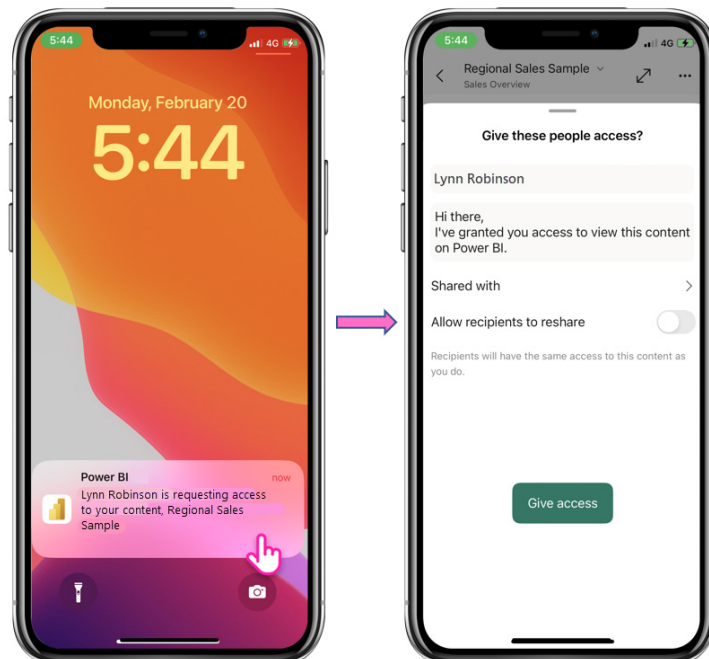 5:44
4G
Monday, February 20
5:44
Power BI
now
Lynn Robinson is requesting access
to your content, Regional Sales
Sample
5:44
4G
Regional Sales Sample
Sales Overview
Give these people access?
Lynn Robinson
Hi there,
I've granted you access to view this content
on Power BI.
Shared with
Allow recipients to reshare
Recipients will have the same access to this content as
you do.
Give access